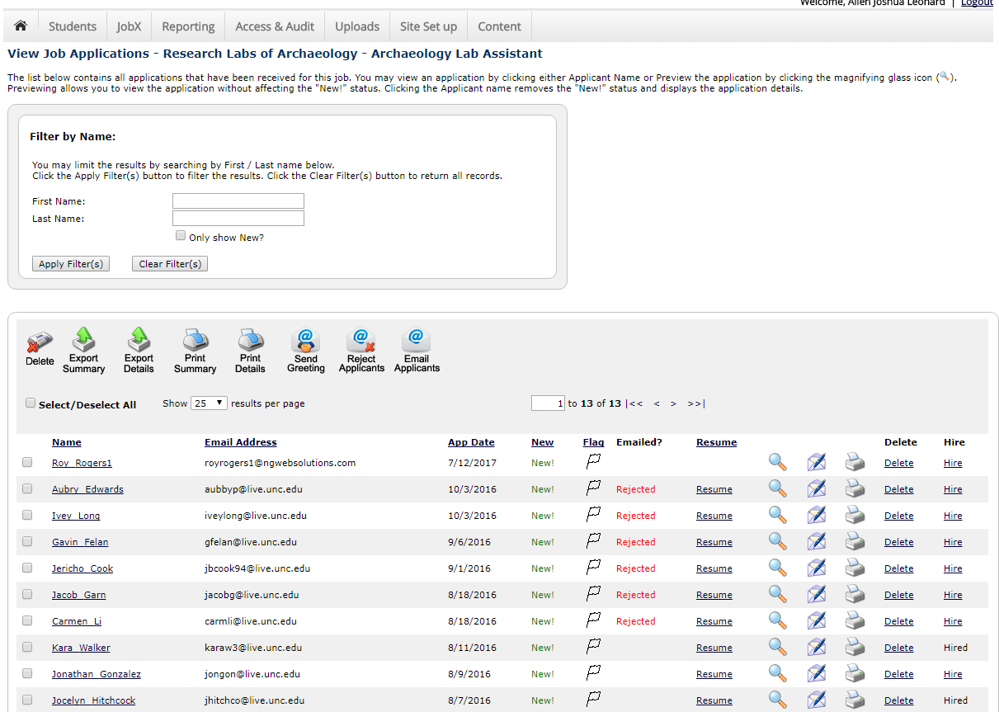 Welcome, Allen Joshua Leonard | Logout
Students JobX Reporting Access & Audit Uploads Site Set up Content
View Job Applications - Research Labs of Archaeology - Archaeology Lab Assistant
The list below contains all applications that have been received for this job. You may view an application by clicking either Applicant Name or Preview the application by clicking the magnifying glass icon ( ).
Previewing allows you to view the application without affecting the "New!" status. Clicking the Applicant name removes the "New!" status and displays the application details.
Filter by Name:
You may limit the results by searching by First / Last name below.
Click the Apply Filter(s) button to filter the results. Click the Clear Filter(s) button to return all records.
First Name:
Last Name:
Only show New?
Apply Filter(s) Clear Filter(s)
Delete Export Summary Export Details Print Summary Print Details Send Greeting Reject Applicants Email Applicants
Select/Deselect All Show 25 results per page 1 to 13 of 13 |<< < > >>|
Name Email Address App Date New Flag Emailed? Resume Delete Hire
Roy Rogers1 royrogers1@ngwebsolutions.com 7/12/2017 New! Delete Hire
Aubry Edwards aubbyp@live.unc.edu 10/3/2016 New! Rejected Resume Delete Hire
Ivey Long iveylong@live.unc.edu 10/3/2016 New! Rejected Resume Delete Hire
Gavin Felan gfelan@live.unc.edu 9/6/2016 New! Rejected Resume Delete Hire
Jericho Cook jbcook94@live.unc.edu 9/1/2016 New! Rejected Resume Delete Hire
Jacob Garn jacobg@live.unc.edu 8/18/2016 New! Rejected Resume Delete Hire
Carmen Li carmli@live.unc.edu 8/18/2016 New! Rejected Resume Delete Hire
Kara Walker karaw3@live.unc.edu 8/11/2016 New! Resume Delete Hired
Jonathan Gonzalez jongon@live.unc.edu 8/9/2016 New! Resume Delete Hire
Jocelyn Hitchcock jhitchco@live.unc.edu 8/7/2016 New! Resume Delete Hired